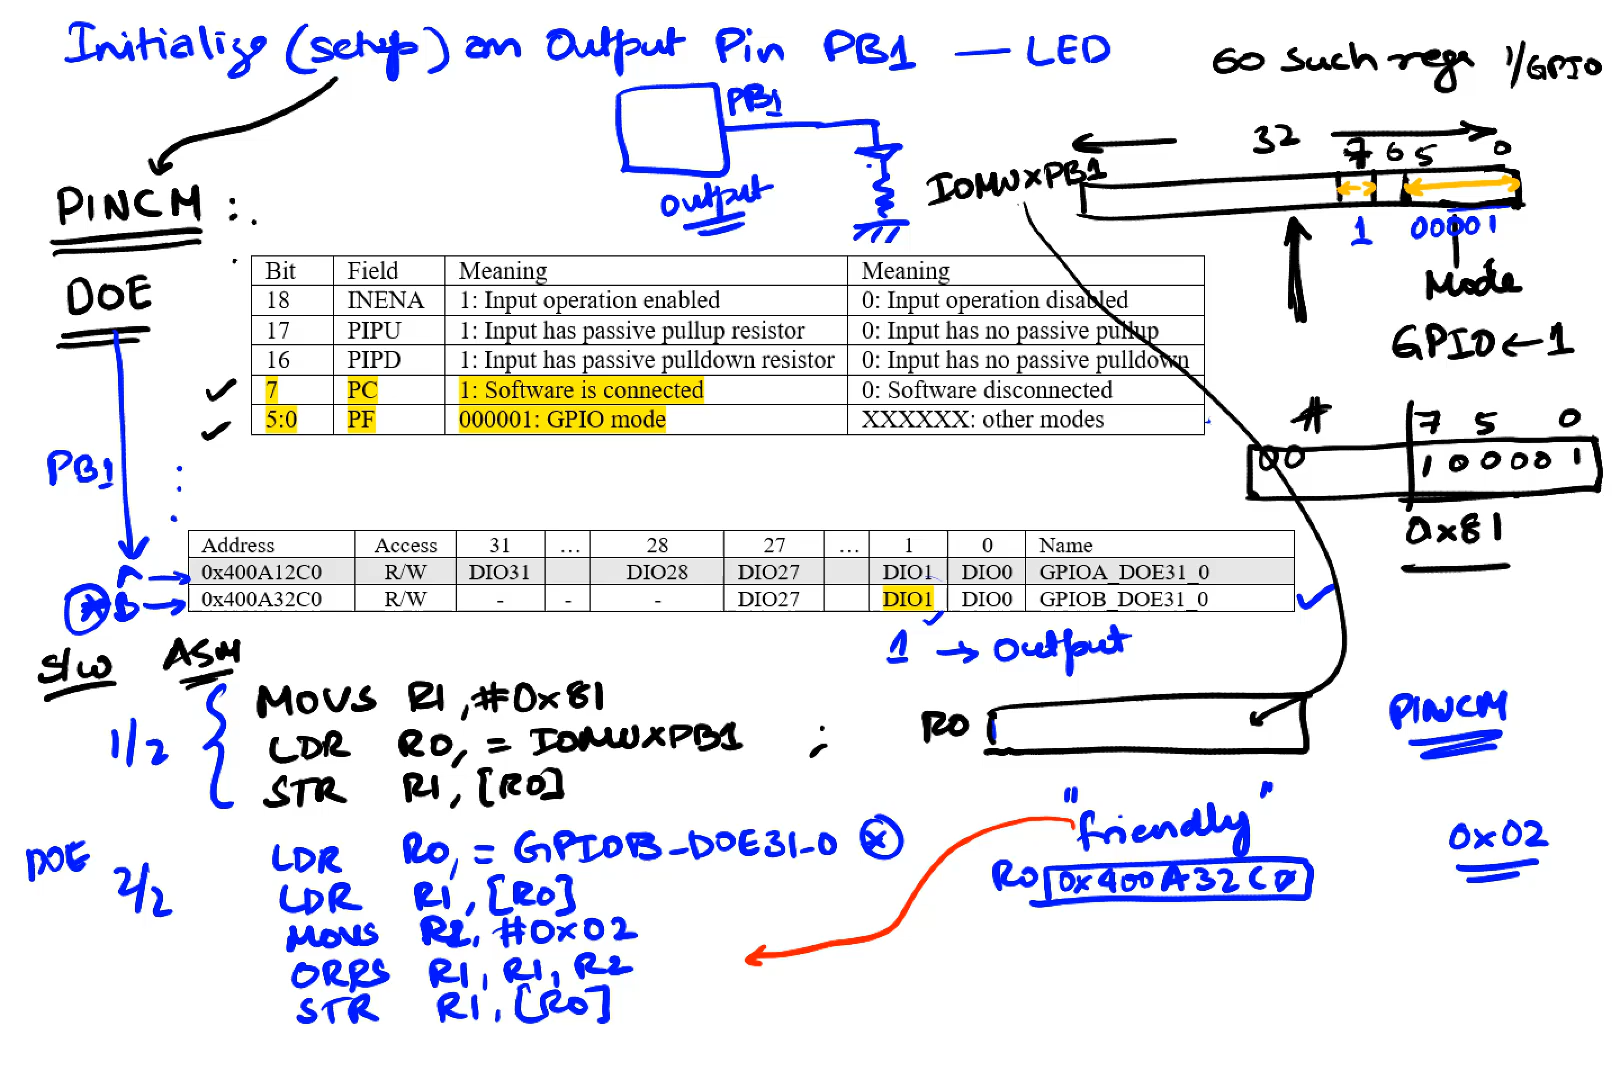 Initialize (setup) an Output Pin PB1 — LED
60 such regs 1/GPIO
PB1
Output
IOMUXPB1
32
7 6 5 0
1 00001
Mode
GPIO ← 1
PINCM :
DOE
Bit Field Meaning Meaning
18 INENA 1: Input operation enabled 0: Input operation disabled
17 PIPU 1: Input has passive pullup resistor 0: Input has no passive pullup
16 PIPD 1: Input has passive pulldown resistor 0: Input has no passive pulldown
7 PC 1: Software is connected 0: Software disconnected
5:0 PF 000001: GPIO mode XXXXXX: other modes
# 7 5 0
00 1 0 0 0 0 1
0x81
PB1
Address Access 31 ... 28 27 ... 1 0 Name
A → 0x400A12C0 R/W DIO31 DIO28 DIO27 DIO1 DIO0 GPIOA_DOE31_0
* B → 0x400A32C0 R/W - - - DIO27 DIO1 DIO0 GPIOB_DOE31_0
1 → Output
S/W ASM
1/2
MOVS R1, #0x81
LDR R0, = IOMUXPB1 ;
STR R1, [R0]
R0
PINCM
"friendly"
R0 0x400A32C0
0x02
DOE 2/2
LDR R0, = GPIOB_DOE31_0 *
LDR R1, [R0]
MOVS R2, #0x02
ORRS R1, R1, R2
STR R1, [R0]